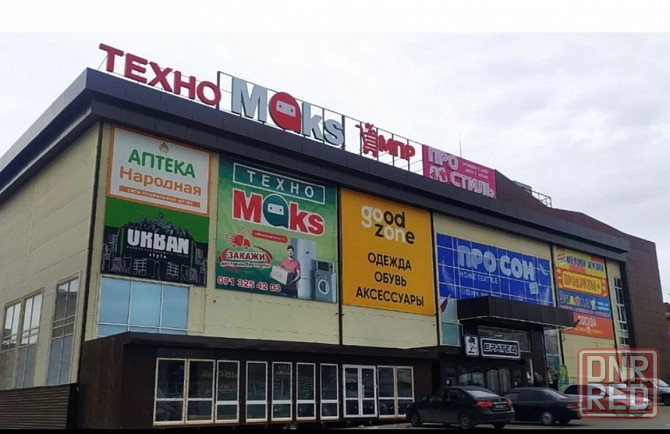 ТЕХНО Maks
ПРО
СТИЛЬ
АПТЕКА
Народная
URBAN
style
ТЕХНО
Maks
ЗАКАЖИ
071 325 42 03
good
zone
ОДЕЖДА
ОБУВЬ
АКСЕССУАРЫ
ПРО СОН
HOME TEXTILE
БРАТЕЦ
DNR
RED